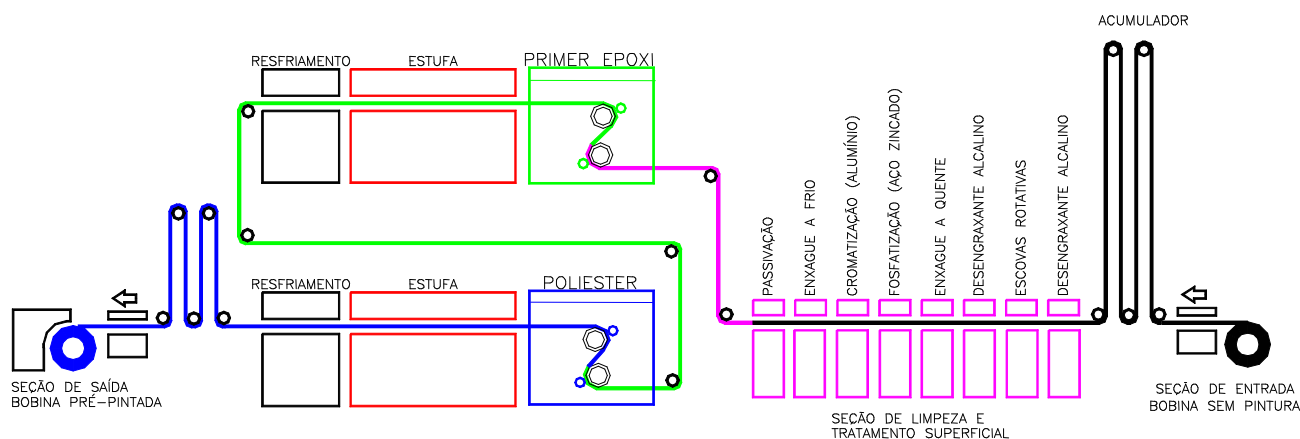 ACUMULADOR
RESFRIAMENTO
ESTUFA
PRIMER EPOXI
PASSIVAÇÃO
ENXAGUE A FRIO
CROMATIZAÇÃO (ALUMÍNIO)
FOSFATIZAÇÃO (AÇO ZINCADO)
ENXAGUE A QUENTE
DESENGRAXANTE ALCALINO
ESCOVAS ROTATIVAS
DESENGRAXANTE ALCALINO
RESFRIAMENTO
ESTUFA
POLIESTER
SEÇÃO DE SAÍDA
BOBINA PRÉ-PINTADA
SEÇÃO DE LIMPEZA E
TRATAMENTO SUPERFICIAL
SEÇÃO DE ENTRADA
BOBINA SEM PINTURA